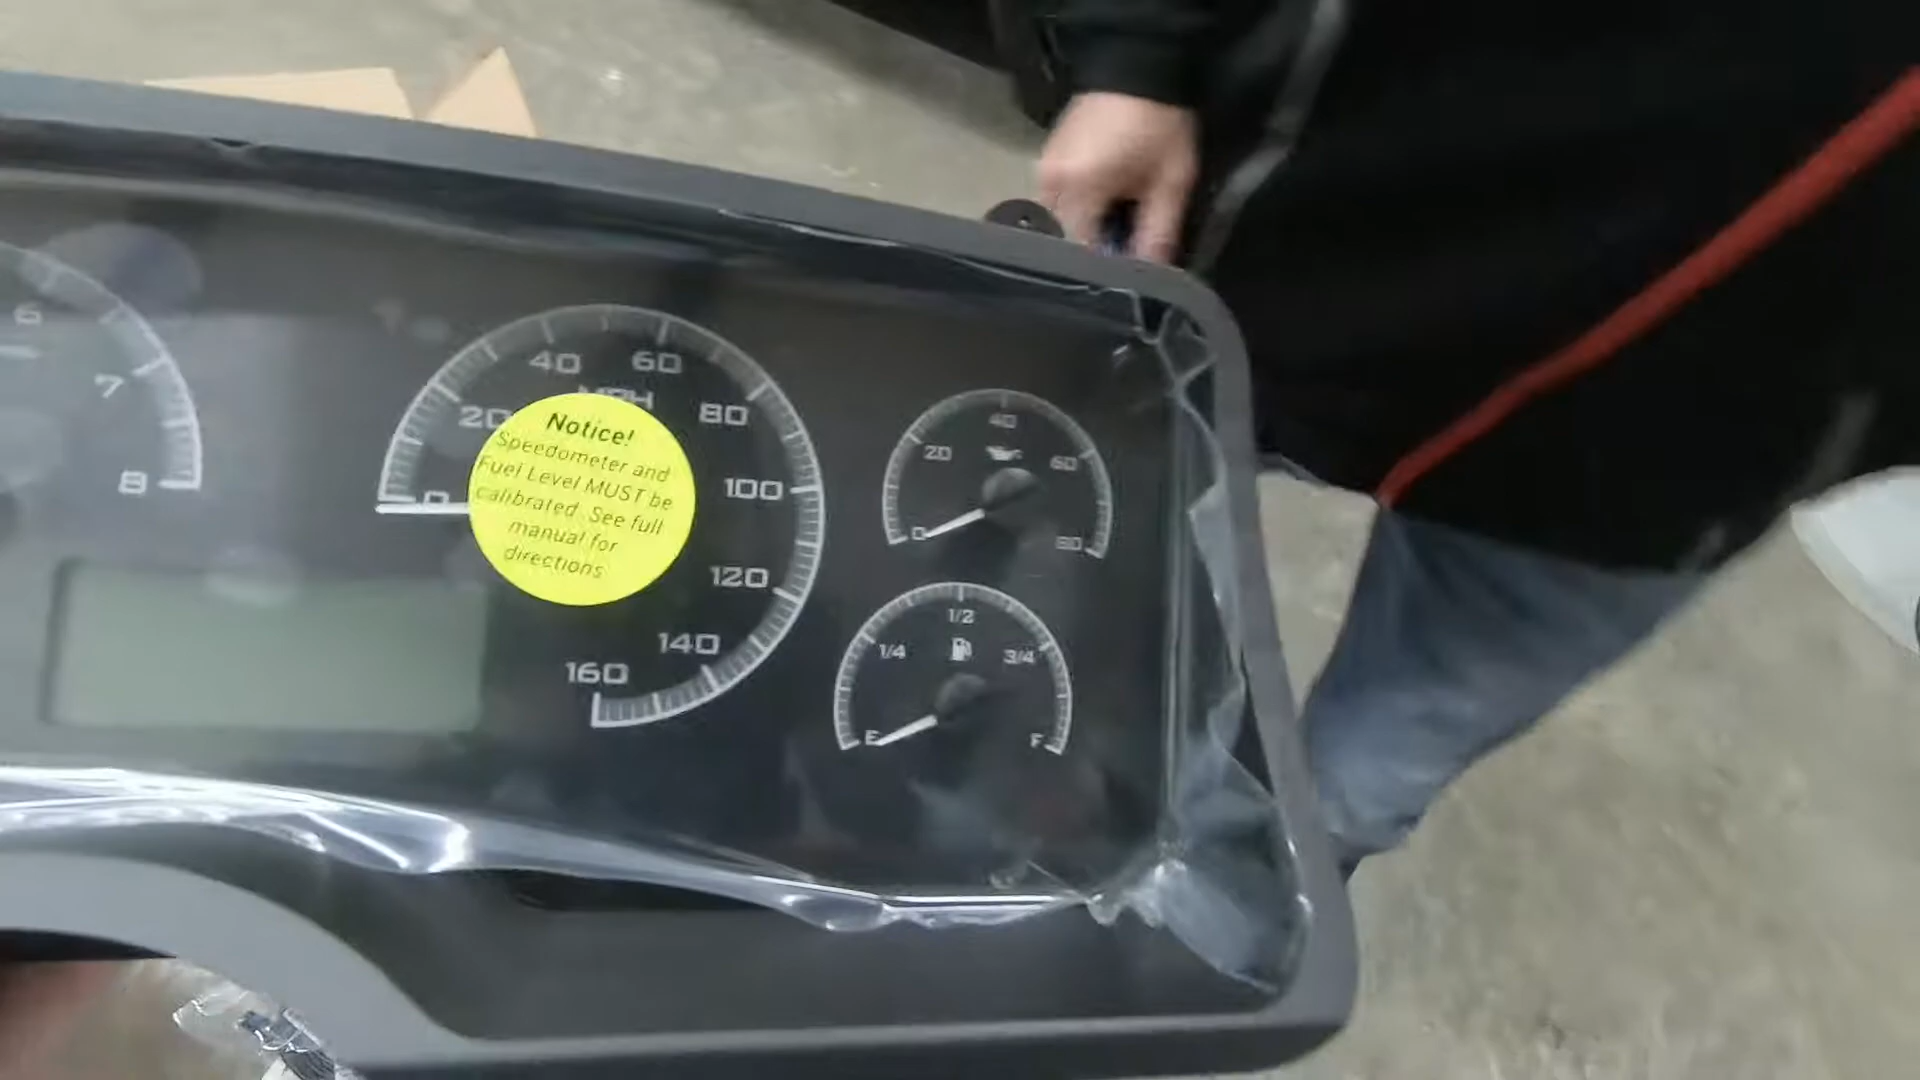 6
7
8
0
20
40
60
80
100
120
140
160
MPH
Notice!
Speedometer and
Fuel Level MUST be
calibrated. See full
manual for
directions
0
20
40
60
80
E
1/4
1/2
3/4
F